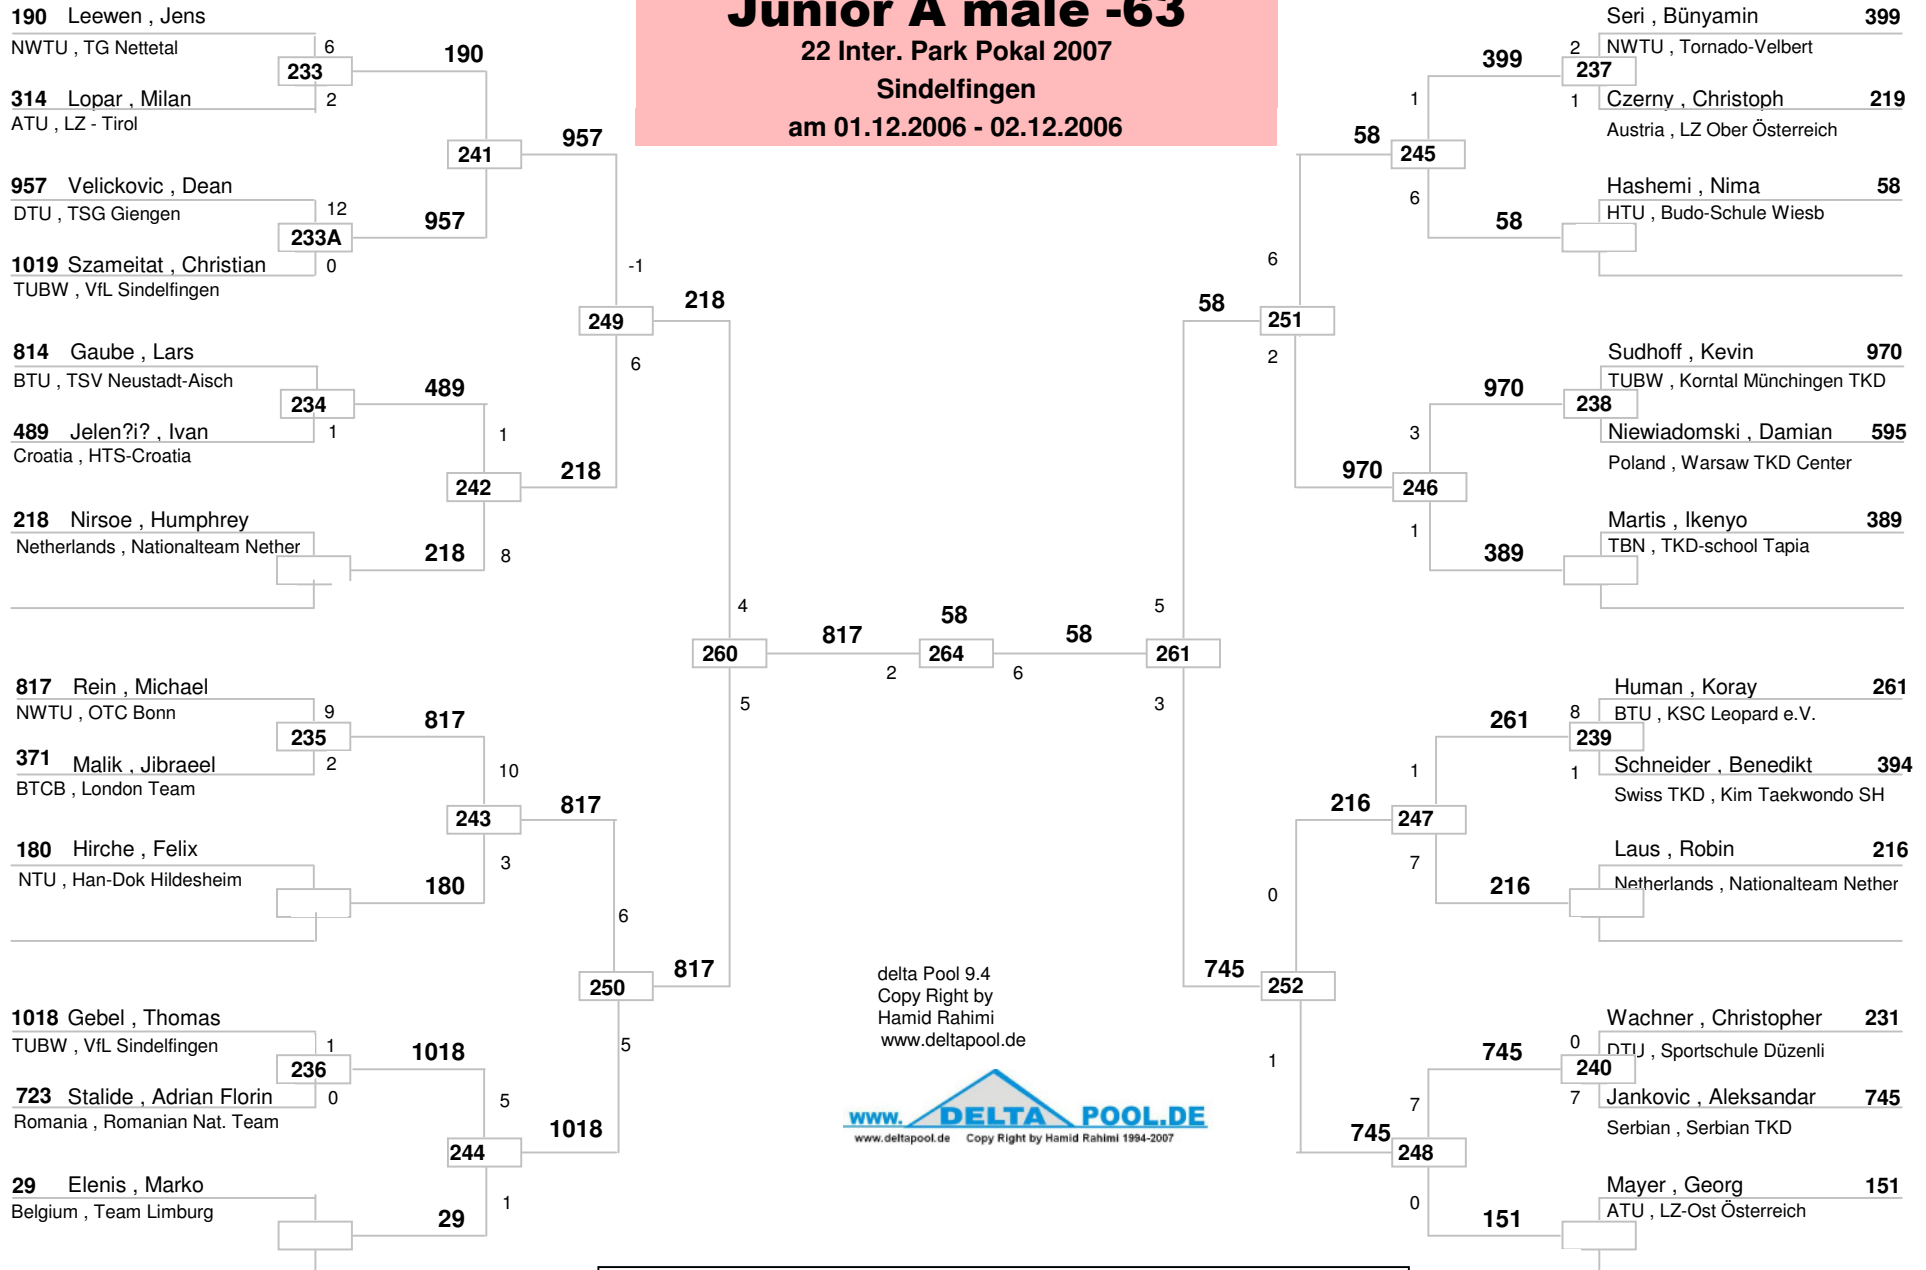 Junior A male -63
22 Inter. Park Pokal 2007
Sindelfingen
am 01.12.2006 - 02.12.2006
190 Leewen , Jens
NWTU , TG Nettetal
6
233
190
314 Lopar , Milan
2
ATU , LZ - Tirol
241
957
957 Velickovic , Dean
DTU , TSG Giengen
12
233A
957
1019 Szameitat , Christian
0
TUBW , VfL Sindelfingen
-1
249
218
6
814 Gaube , Lars
BTU , TSV Neustadt-Aisch
234
489
489 Jelen?i? , Ivan
1
Croatia , HTS-Croatia
1
242
218
218 Nirsoe , Humphrey
Netherlands , Nationalteam Nether
218
8
4
260
817
5
817 Rein , Michael
NWTU , OTC Bonn
9
235
817
371 Malik , Jibraeel
2
BTCB , London Team
10
243
817
3
180 Hirche , Felix
NTU , Han-Dok Hildesheim
180
6
250
817
5
1018 Gebel , Thomas
TUBW , VfL Sindelfingen
1
236
1018
723 Stalide , Adrian Florin
0
Romania , Romanian Nat. Team
5
244
1018
1
29 Elenis , Marko
Belgium , Team Limburg
29
58
2
264
6
58
Seri , Bünyamin 399
2
NWTU , Tornado-Velbert
399
237
1
Czerny , Christoph 219
Austria , LZ Ober Österreich
1
58
245
6
Hashemi , Nima 58
HTU , Budo-Schule Wiesb
58
6
58
251
2
Sudhoff , Kevin 970
TUBW , Korntal Münchingen TKD
970
238
Niewiadomski , Damian 595
Poland , Warsaw TKD Center
3
970
246
1
Martis , Ikenyo 389
TBN , TKD-school Tapia
389
5
261
3
Human , Koray 261
8
BTU , KSC Leopard e.V.
261
239
1
Schneider , Benedikt 394
Swiss TKD , Kim Taekwondo SH
1
216
247
7
Laus , Robin 216
Netherlands , Nationalteam Nether
216
0
745
252
1
Wachner , Christopher 231
0
DTU , Sportschule Düzenli
745
240
7
Jankovic , Aleksandar 745
Serbian , Serbian TKD
7
745
248
0
Mayer , Georg 151
ATU , LZ-Ost Österreich
151
delta Pool 9.4
Copy Right by
Hamid Rahimi
www.deltapool.de
www. DELTA POOL.DE
www.deltapool.de Copy Right by Hamid Rahimi 1994-2007